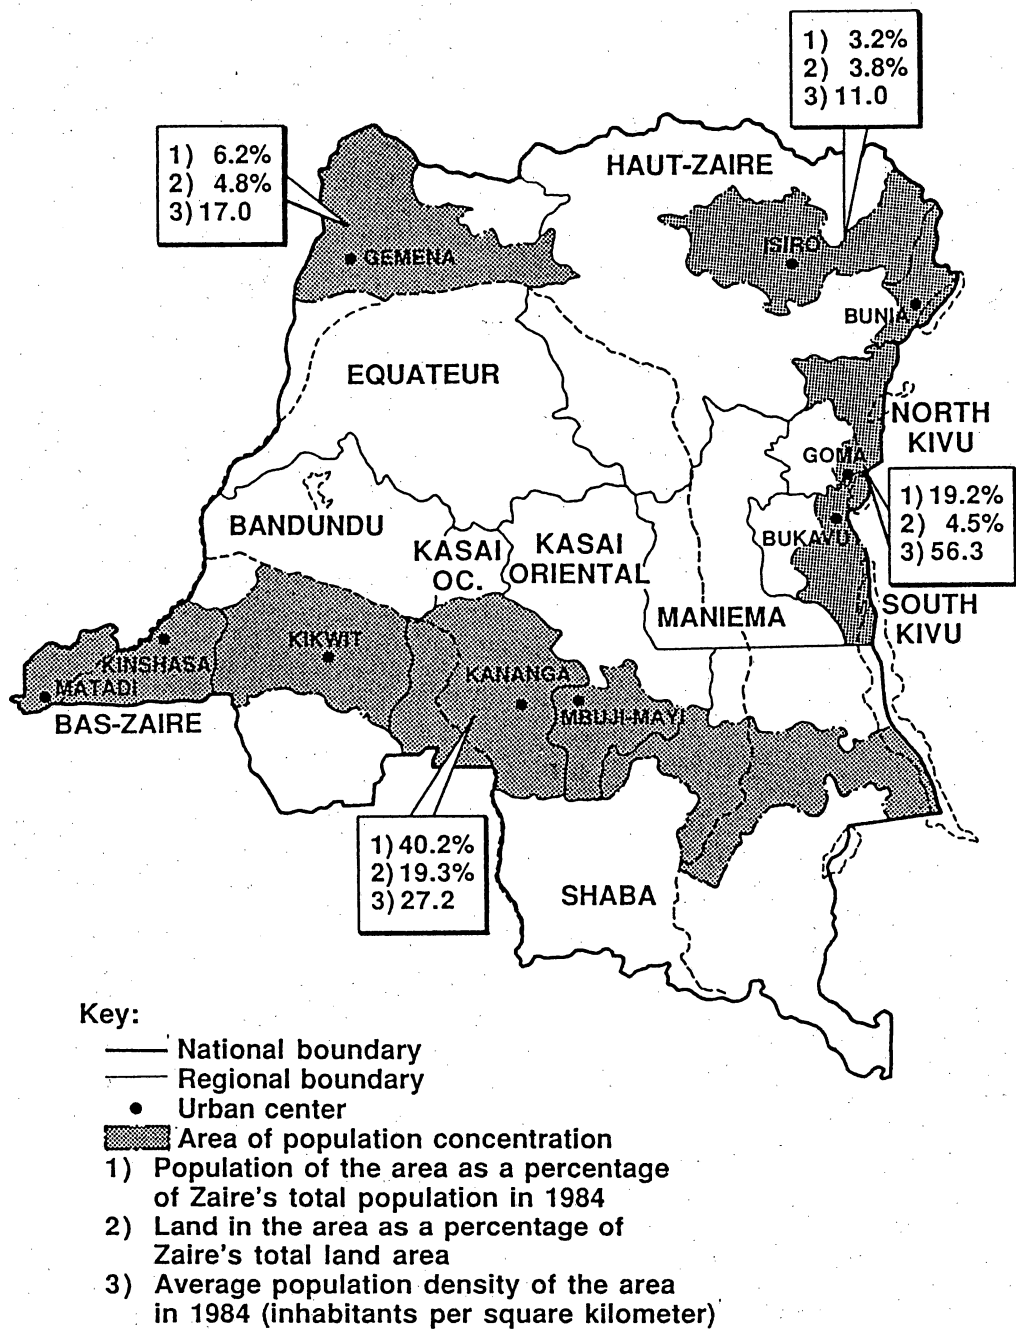 1) 3.2%
2) 3.8%
3) 11.0
1) 6.2%
2) 4.8%
3) 17.0
HAUT-ZAIRE
ISIRO
GEMENA
BUNIA
EQUATEUR
NORTH
KIVU
GOMA
1) 19.2%
2) 4.5%
3) 56.3
BANDUNDU
KASAI
OC.
KASAI
ORIENTAL
BUKAVU
MANIEMA
SOUTH
KIVU
KIKWIT
KINSHASA
MATADI
KANANGA
MBUJI-MAYI
BAS-ZAIRE
1) 40.2%
2) 19.3%
3) 27.2
SHABA
Key:
National boundary
Regional boundary
Urban center
Area of population concentration
1) Population of the area as a percentage
of Zaire's total population in 1984
2) Land in the area as a percentage of
Zaire's total land area
3) Average population density of the area
in 1984 (inhabitants per square kilometer)